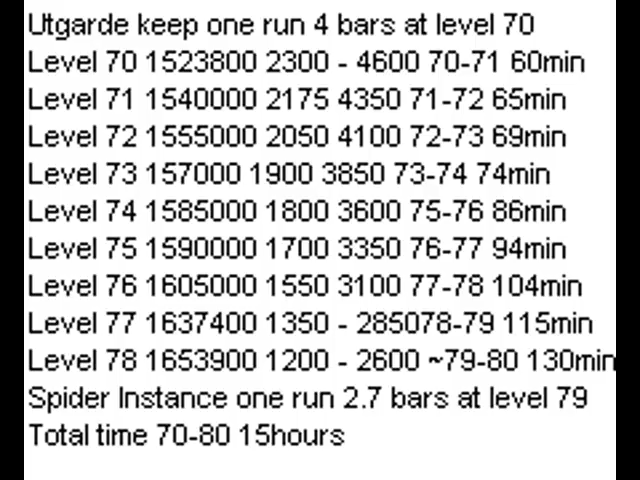 Utgarde keep one run 4 bars at level 70
Level 70 1523800 2300 - 4600 70-71 60min
Level 71 1540000 2175 4350 71-72 65min
Level 72 1555000 2050 4100 72-73 69min
Level 73 157000 1900 3850 73-74 74min
Level 74 1585000 1800 3600 75-76 86min
Level 75 1590000 1700 3350 76-77 94min
Level 76 1605000 1550 3100 77-78 104min
Level 77 1637400 1350 - 285078-79 115min
Level 78 1653900 1200 - 2600 ~79-80 130min
Spider Instance one run 2.7 bars at level 79
Total time 70-80 15hours